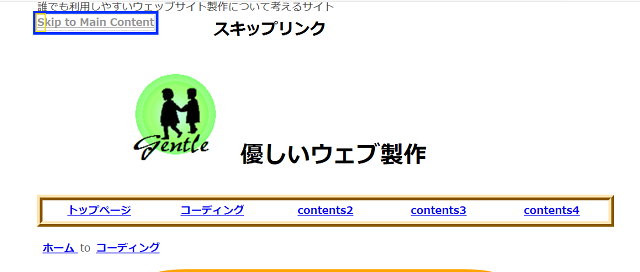 誰でも利用しやすいウェッブサイト製作について考えるサイト
Skip to Main Content
スキップリンク
Gentle
優しいウェブ製作
トップページ コーディング contents2 contents3 contents4
ホーム to コーディング